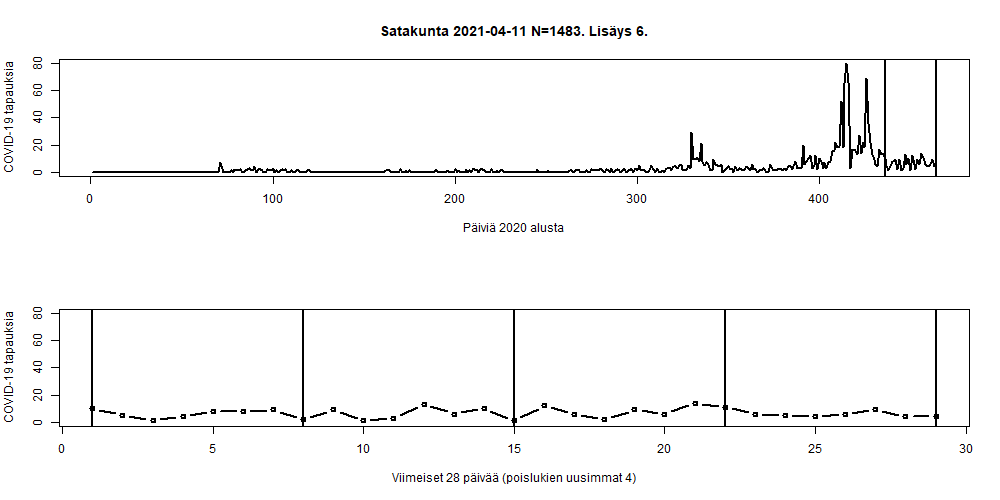 Satakunta 2021-04-11 N=1483. Lisäys 6.
COVID-19 tapauksia
80
60
40
20
0
0 100 200 300 400
Päiviä 2020 alusta
COVID-19 tapauksia
80
60
40
20
0
0 5 10 15 20 25 30
Viimeiset 28 päivää (poislukien uusimmat 4)